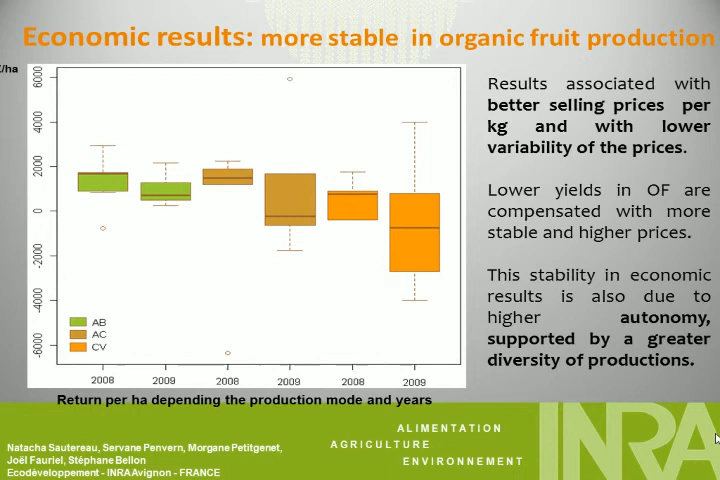 Economic results: more stable in organic fruit production
/ha
6000
4000
2000
0
-2000
-4000
-6000
AB
AC
CV
2008 2009 2008 2009 2008 2009
Return per ha depending the production mode and years
Results associated with
better selling prices per
kg and with lower
variability of the prices.
Lower yields in OF are
compensated with more
stable and higher prices.
This stability in economic
results is also due to
higher autonomy,
supported by a greater
diversity of productions.
Natacha Sautereau, Servane Penvern, Morgane Petitgenet,
Joël Fauriel, Stéphane Bellon
Ecodéveloppement - INRA Avignon - FRANCE
ALIMENTATION
AGRICULTURE
ENVIRONNEMENT
INRA